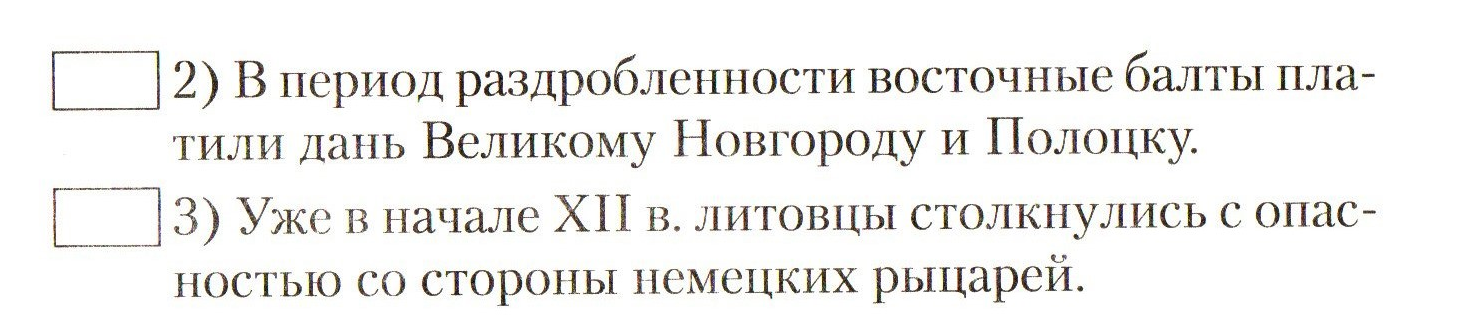 2) В период раздробленности восточные балты пла-
тили дань Великому Новгороду и Полоцку.
3) Уже в начале XII в. литовцы столкнулись с опас-
ностью со стороны немецких рыцарей.